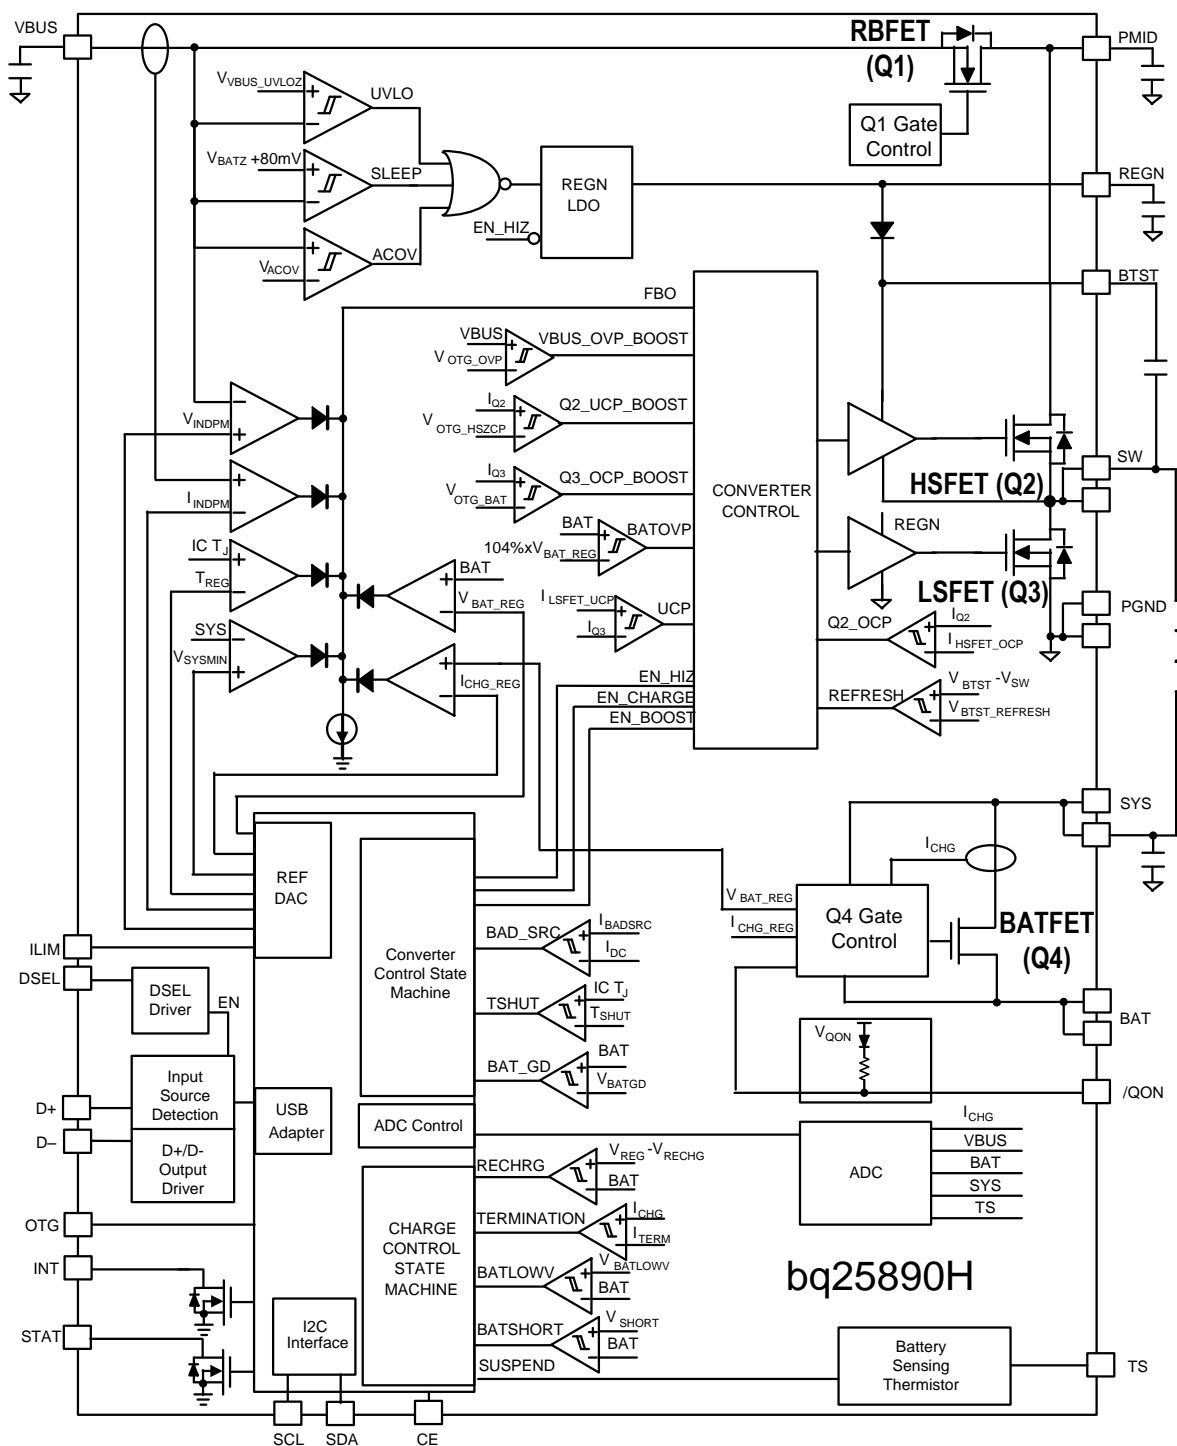 VBUS
RBFET
(Q1)
PMID
VVBUS_UVLOZ
UVLO
Q1 Gate
Control
VBATZ +80mV
SLEEP
REGN
LDO
REGN
EN_HIZ
ACOV
VACOV
BTST
FBO
VBUS
VBUS_OVP_BOOST
V OTG_OVP
IQ2
Q2_UCP_BOOST
V OTG_HSZCP
VINDPM
IQ3
Q3_OCP_BOOST
VOTG_BAT
CONVERTER
CONTROL
HSFET (Q2)
SW
IINDPM
BAT
BATOVP
104%xVBAT_REG
REGN
IC TJ
TREG
BAT
VBAT_REG
I LSFET_UCP
UCP
IQ3
LSFET (Q3)
PGND
Q2_OCP
IQ2
I HSFET_OCP
SYS
VSYSMIN
ICHG_REG
EN_HIZ
EN_CHARGE
EN_BOOST
REFRESH
V BTST -VSW
V BTST_REFRESH
SYS
ICHG
REF
DAC
V BAT_REG
ICHG_REG
Q4 Gate
Control
BATFET
(Q4)
ILIM
DSEL
DSEL
Driver
EN
Converter
Control State
Machine
BAD_SRC
IBADSRC
IDC
TSHUT
IC TJ
TSHUT
BAT
VQON
BAT_GD
BAT
VBATGD
/QON
Input
Source
Detection
D+
D–
USB
Adapter
ADC Control
D+/D-
Output
Driver
ADC
ICHG
VBUS
BAT
SYS
TS
RECHRG
VREG -VRECHG
BAT
OTG
CHARGE
CONTROL
STATE
MACHINE
TERMINATION
ICHG
ITERM
INT
BATLOWV
V BATLOWV
BAT
bq25890H
STAT
I2C
Interface
BATSHORT
V SHORT
BAT
SUSPEND
Battery
Sensing
Thermistor
TS
SCL
SDA
CE